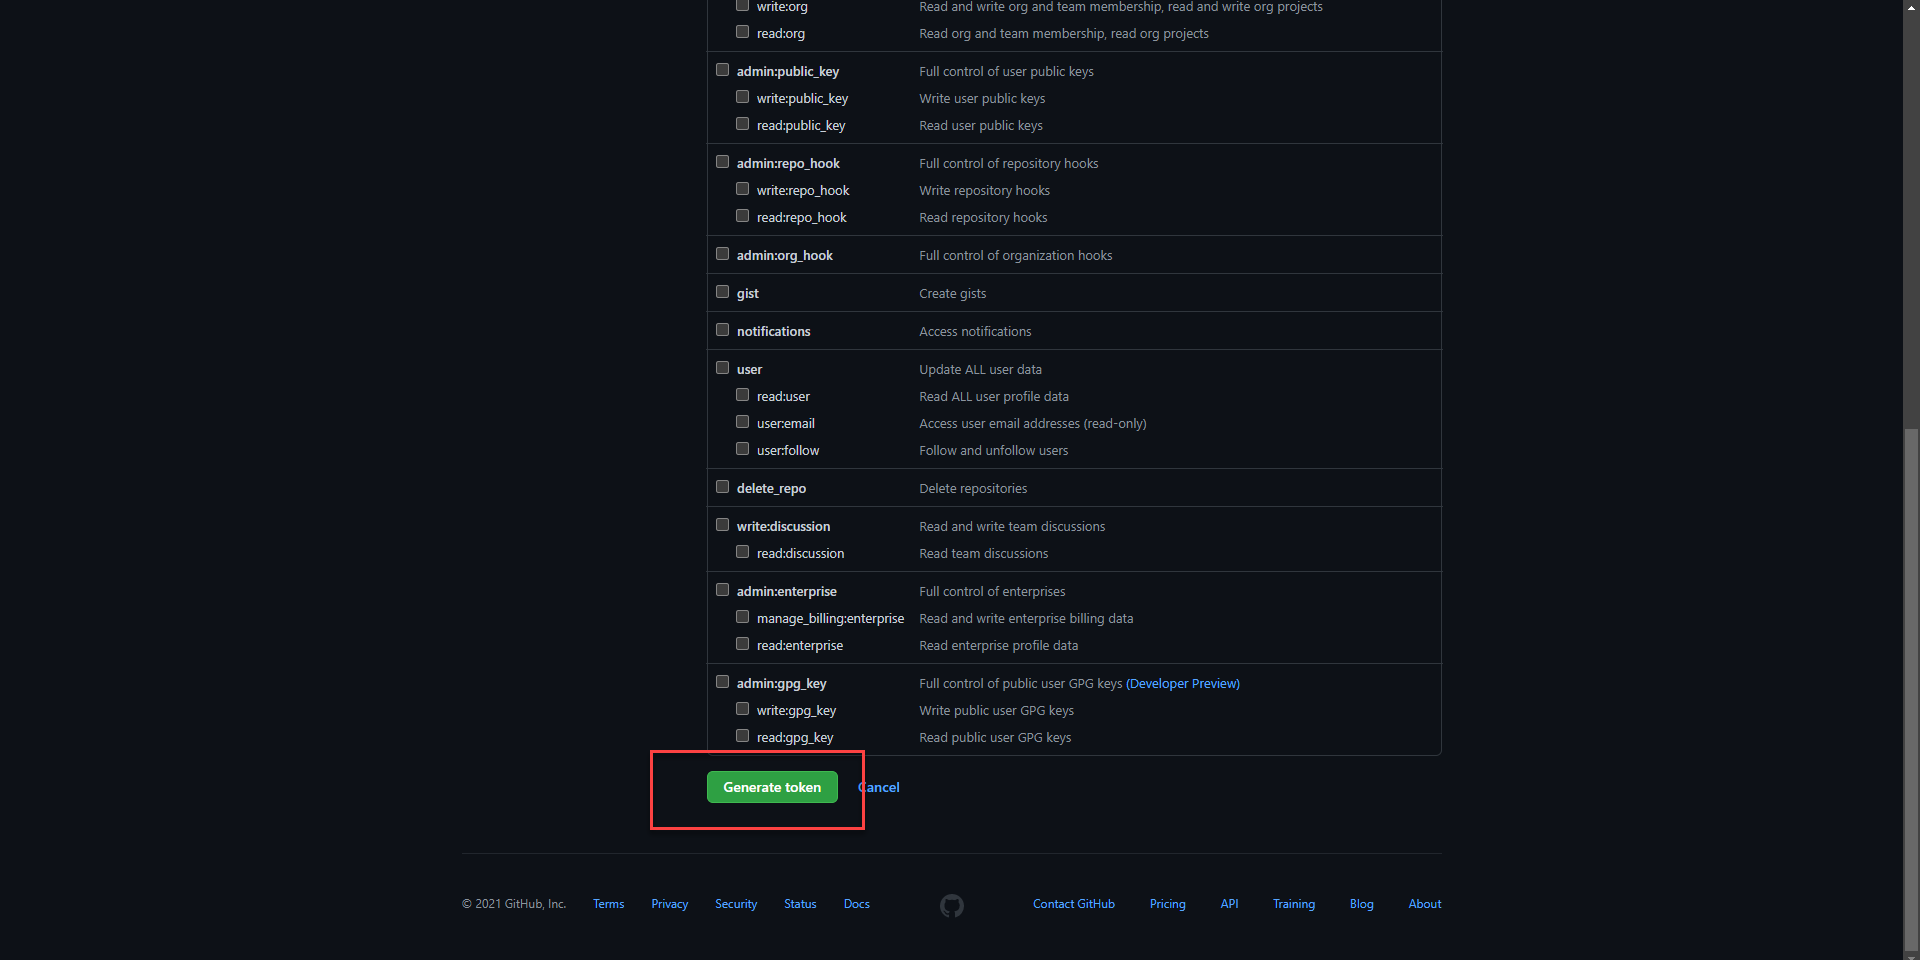 write:org Read and write org and team membership, read and write org projects
read:org Read org and team membership, read org projects
admin:public_key Full control of user public keys
write:public_key Write user public keys
read:public_key Read user public keys
admin:repo_hook Full control of repository hooks
write:repo_hook Write repository hooks
read:repo_hook Read repository hooks
admin:org_hook Full control of organization hooks
gist Create gists
notifications Access notifications
user Update ALL user data
read:user Read ALL user profile data
user:email Access user email addresses (read-only)
user:follow Follow and unfollow users
delete_repo Delete repositories
write:discussion Read and write team discussions
read:discussion Read team discussions
admin:enterprise Full control of enterprises
manage_billing:enterprise Read and write enterprise billing data
read:enterprise Read enterprise profile data
admin:gpg_key Full control of public user GPG keys (Developer Preview)
write:gpg_key Write public user GPG keys
read:gpg_key Read public user GPG keys
Generate token Cancel
© 2021 GitHub, Inc. Terms Privacy Security Status Docs Contact GitHub Pricing API Training Blog About